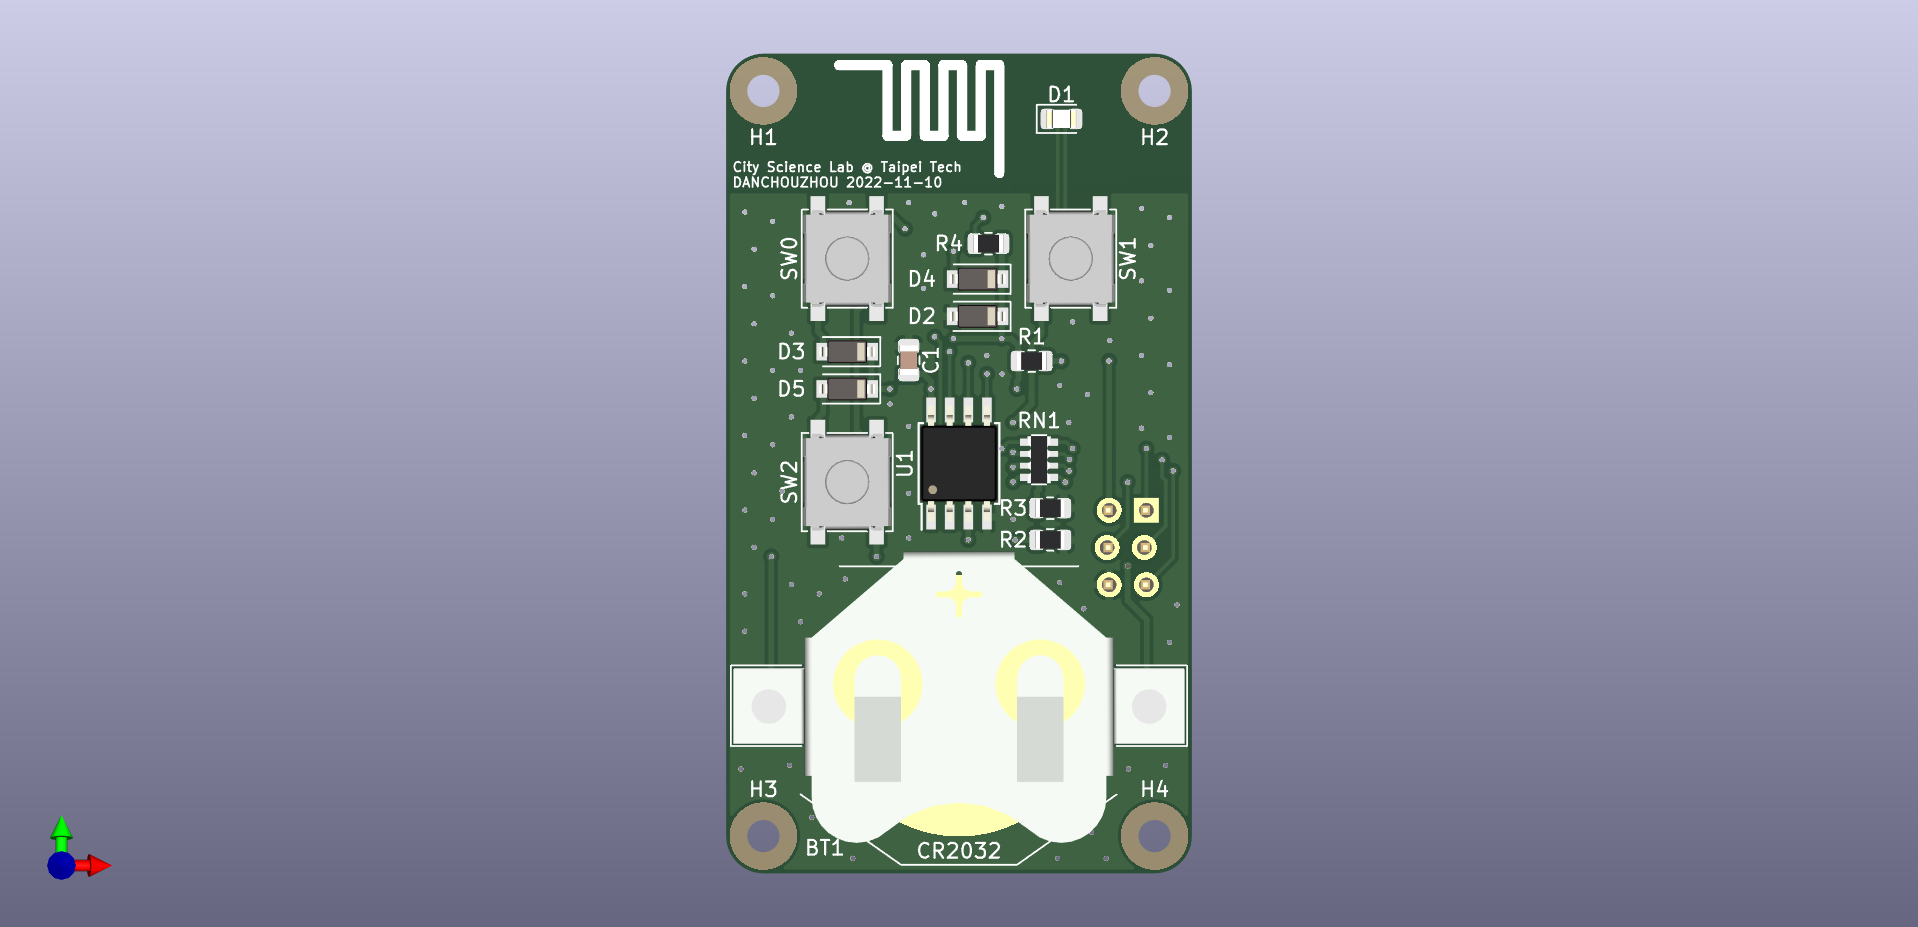 D1
H1
H2
City Science Lab @ Taipei Tech
DANCHOUZHOU 2022-11-10
SW0
R4
SW1
D4
D2
R1
D3
C1
D5
RN1
SW2
U1
R3
R2
H3
H4
BT1
CR2032